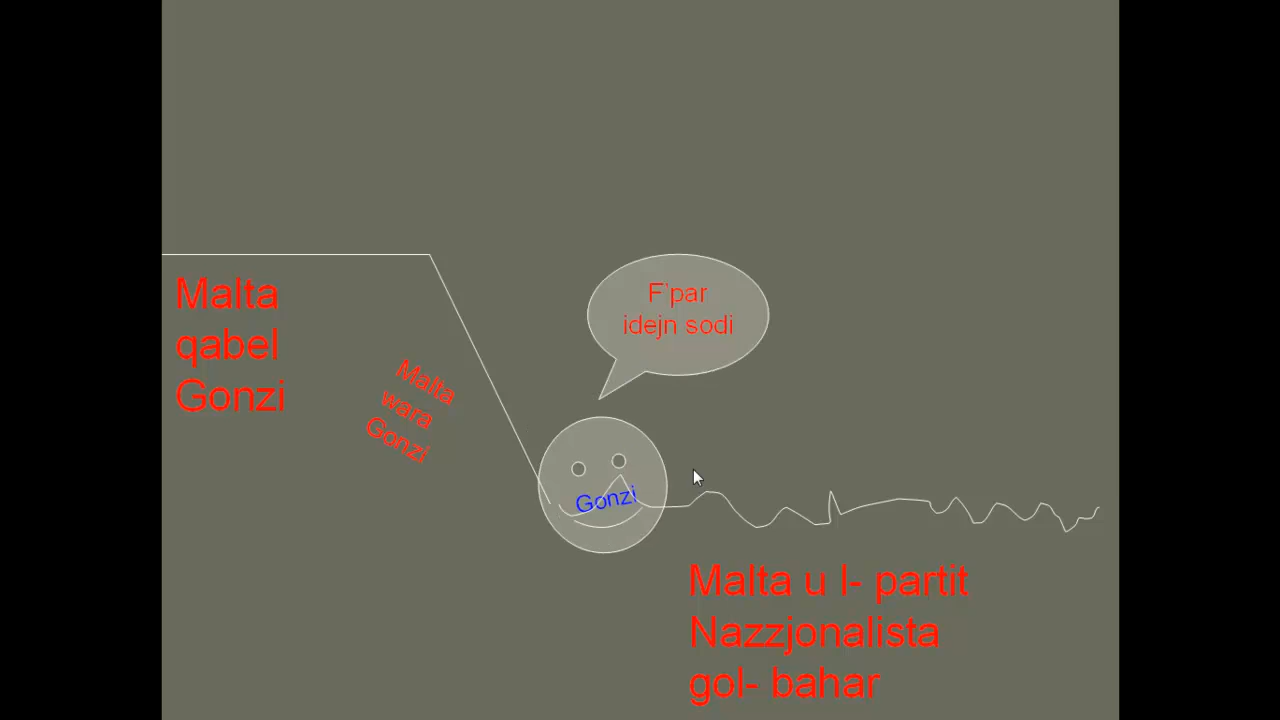 Malta
qabel
Gonzi
Malta
wara
Gonzi
F'par
idejn sodi
Gonzi
Malta u l- partit
Nazzjonalista
gol- bahar